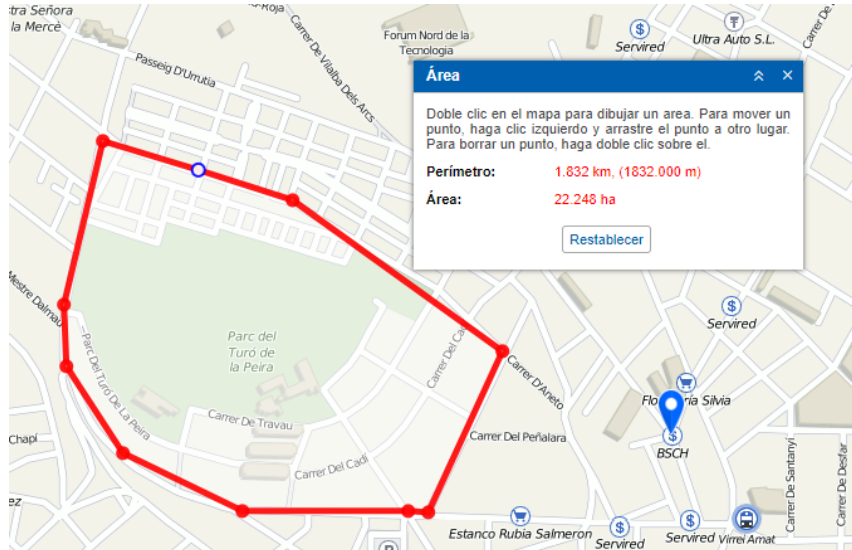 tra Señora
la Mercè
Carrer De Vilalba Dels Arcs
Forum Nord de la
Tecnologia
Servired
Ultra Auto S.L.
Passeig D'Urrutia
Área
Doble clic en el mapa para dibujar un area. Para mover un
punto, haga clic izquierdo y arrastre el punto a otro lugar.
Para borrar un punto, haga doble clic sobre el.
Perímetro: 1.832 km, (1832.000 m)
Área: 22.248 ha
Restablecer
Mestre Dalmau
Parc del
Turó de
la Peira
Parc Del Turó De La Peira
Servired
Carrer D'Aneto
Silvia
Carrer De Travau
Carrer Del Cadí
Carrer Del Peñalara
BSCH
Chapí
Carrer De Santanyí
Carrer De Desfar
ez
Estanco Rubia Salmeron
Servired
Servired
Virrei Amat
P